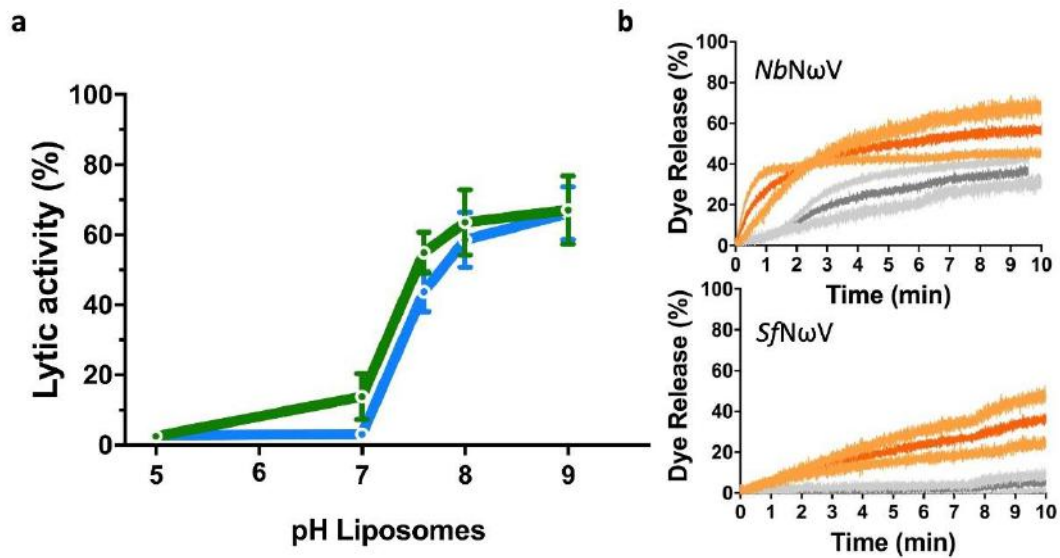 a
Lytic activity (%)
100
80
60
40
20
0
5 6 7 8 9
pH Liposomes
b
Dye Release (%)
100
80
60
40
20
0
NbNωV
0 1 2 3 4 5 6 7 8 9 10
Time (min)
Dye Release (%)
100
80
60
40
20
0
SfNωV
0 1 2 3 4 5 6 7 8 9 10
Time (min)